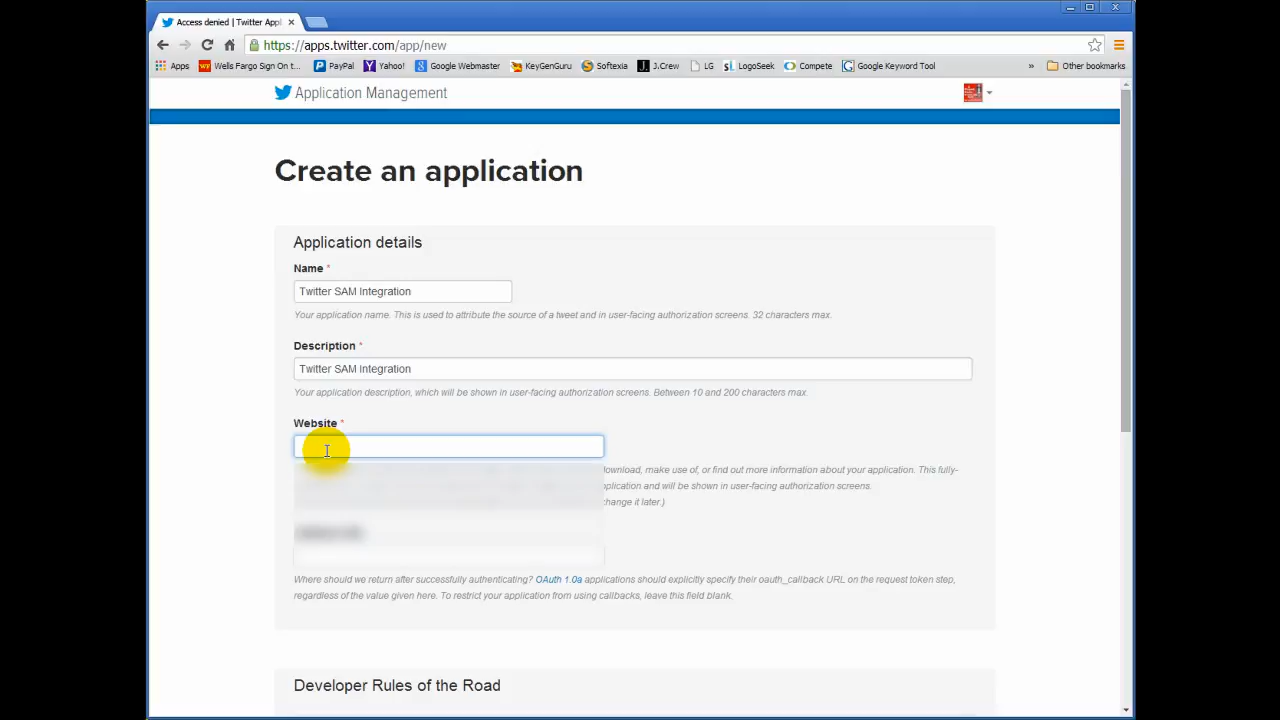 Access denied | Twitter Appl
https://apps.twitter.com/app/new
Apps Wells Fargo Sign On t... PayPal Yahoo! Google Webmaster KeyGenGuru Softexia J.Crew LG LogoSeek Compete Google Keyword Tool » Other bookmarks
Application Management
Create an application
Application details
Name *
Twitter SAM Integration
Your application name. This is used to attribute the source of a tweet and in user-facing authorization screens. 32 characters max.
Description *
Twitter SAM Integration
Your application description, which will be shown in user-facing authorization screens. Between 10 and 200 characters max.
Website *
download, make use of, or find out more information about your application. This fully-
application and will be shown in user-facing authorization screens.
change it later.)
Where should we return after successfully authenticating? OAuth 1.0a applications should explicitly specify their oauth_callback URL on the request token step,
regardless of the value given here. To restrict your application from using callbacks, leave this field blank.
Developer Rules of the Road